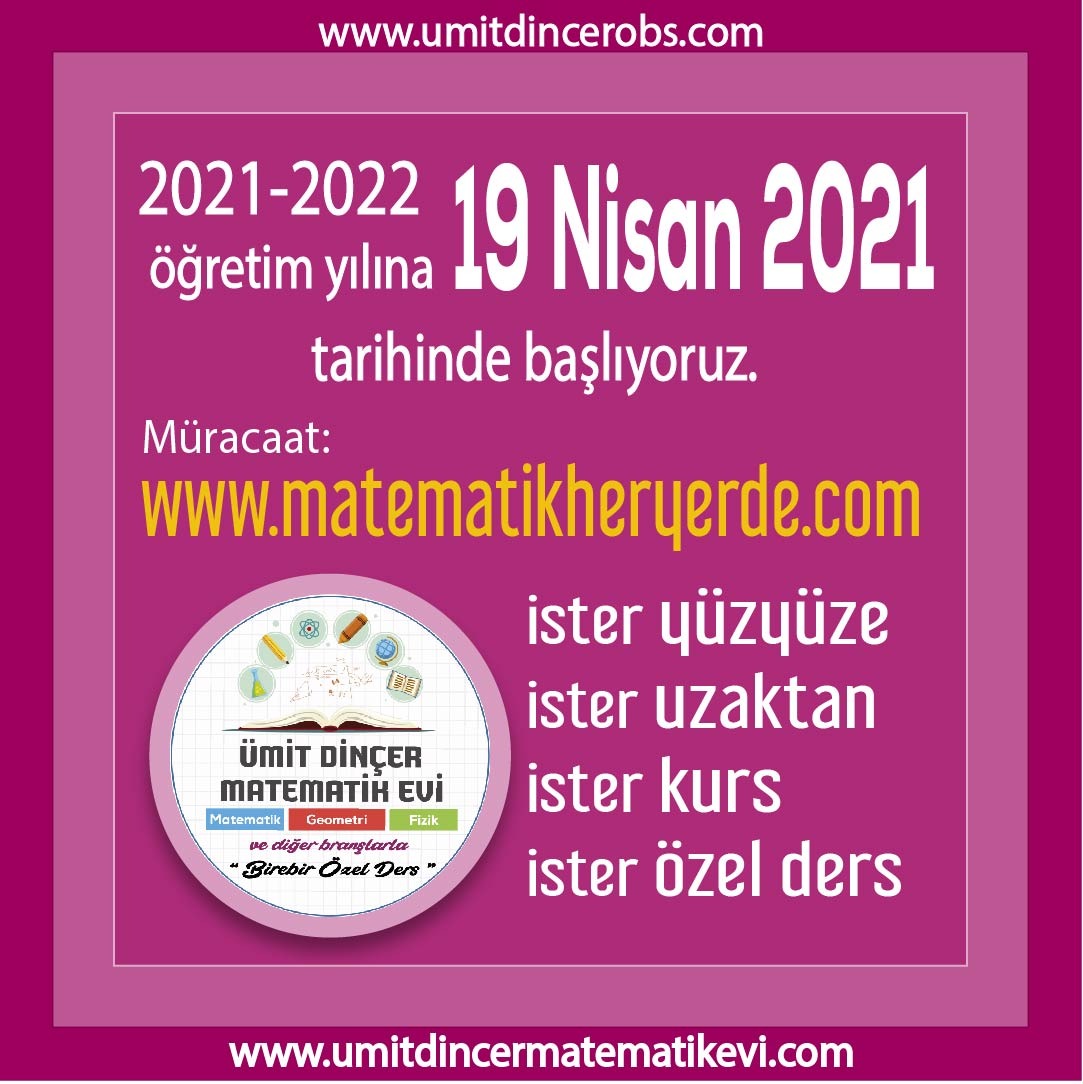 www.umitdincerobs.com
2021-2022
öğretim yılına
19 Nisan 2021
tarihinde başlıyoruz.
Müracaat:
www.matematikheryerde.com
ister yüzyüze
ister uzaktan
ister kurs
ister özel ders
ÜMİT DİNÇER
MATEMATİK EVİ
Matematik Geometri Fizik
ve diğer branşlarla
“ Birebir Özel Ders ”
www.umitdincermatematikevi.com